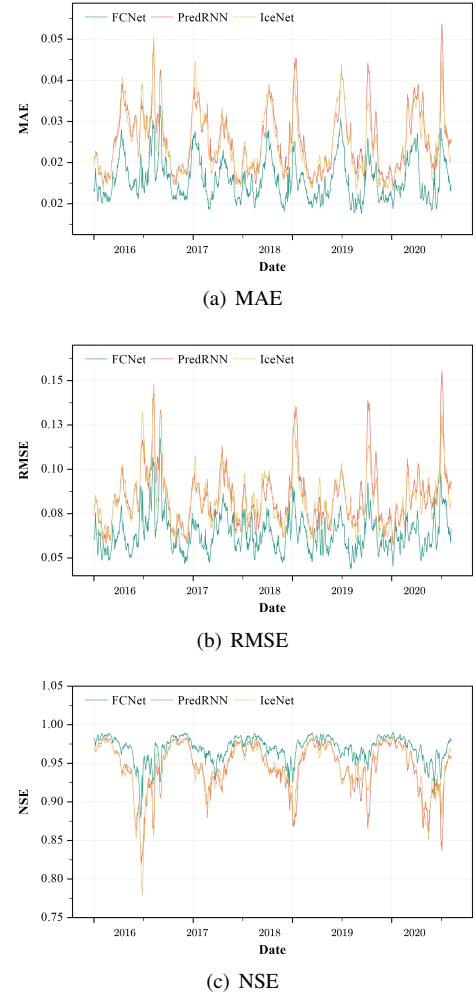 FCNet PredRNN IceNet
0.05
0.04
0.03
0.02
0.02
MAE
2016 2017 2018 2019 2020
Date
(a) MAE
FCNet PredRNN IceNet
0.15
0.13
0.10
0.08
0.05
RMSE
2016 2017 2018 2019 2020
Date
(b) RMSE
1.05
FCNet PredRNN IceNet
1.00
0.95
0.90
0.85
0.80
0.75
NSE
2016 2017 2018 2019 2020
Date
(c) NSE